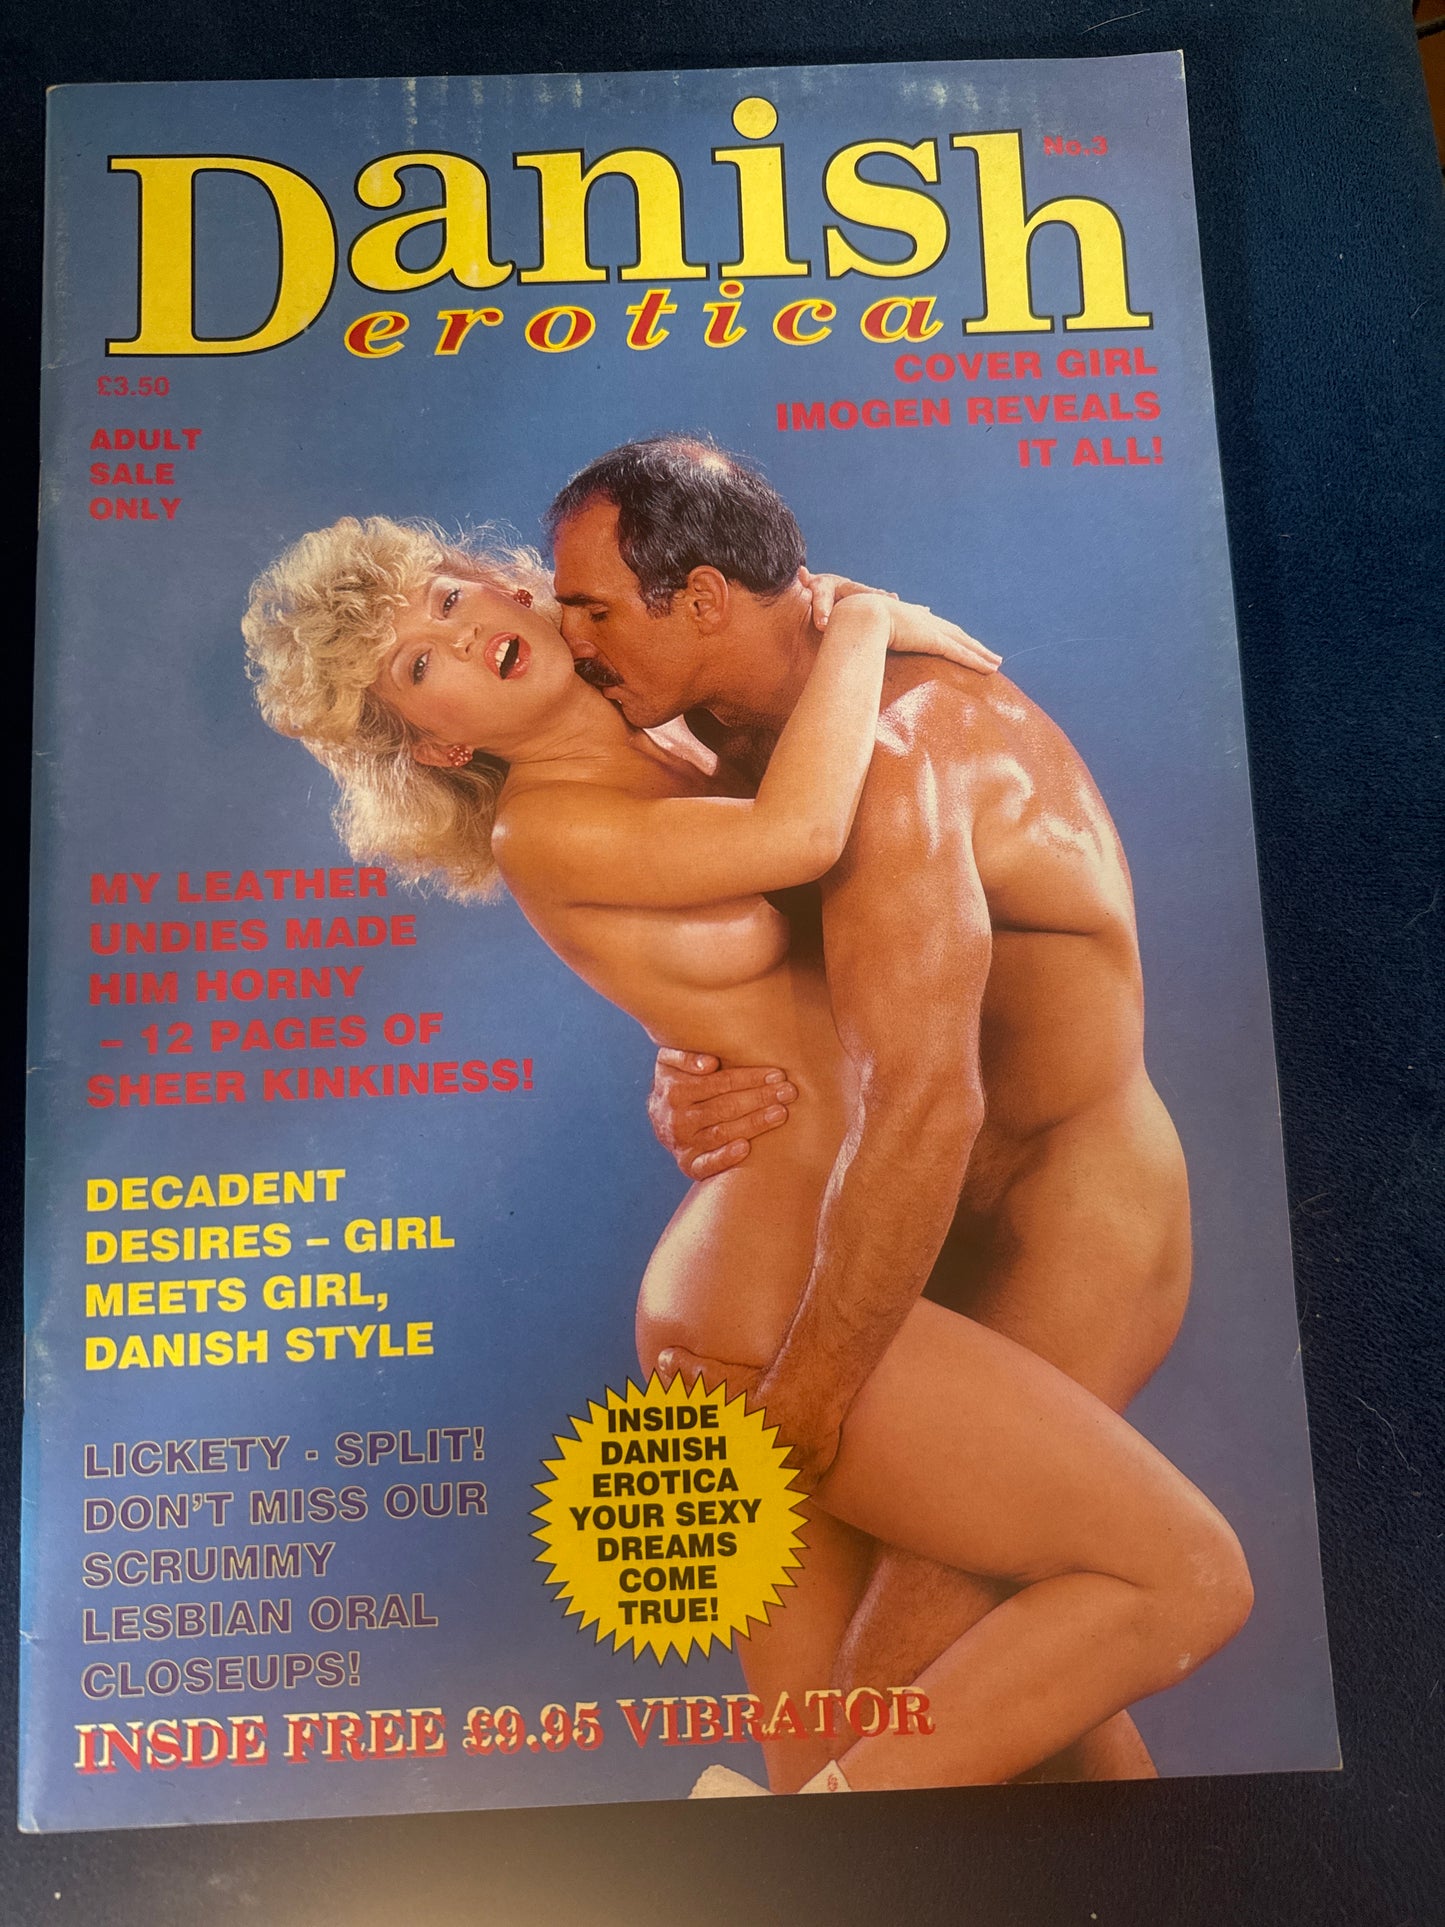 Danish
No.3
erotica
£3.50
ADULT
SALE
ONLY
COVER GIRL
IMOGEN REVEALS
IT ALL!
MY LEATHER
UNDIES MADE
HIM HORNY
- 12 PAGES OF
SHEER KINKINESS!
DECADENT
DESIRES - GIRL
MEETS GIRL,
DANISH STYLE
LICKETY - SPLIT!
DON'T MISS OUR
SCRUMMY
LESBIAN ORAL
CLOSEUPS!
INSIDE
DANISH
EROTICA
YOUR SEXY
DREAMS
COME
TRUE!
INSDE FREE £9.95 VIBRATOR